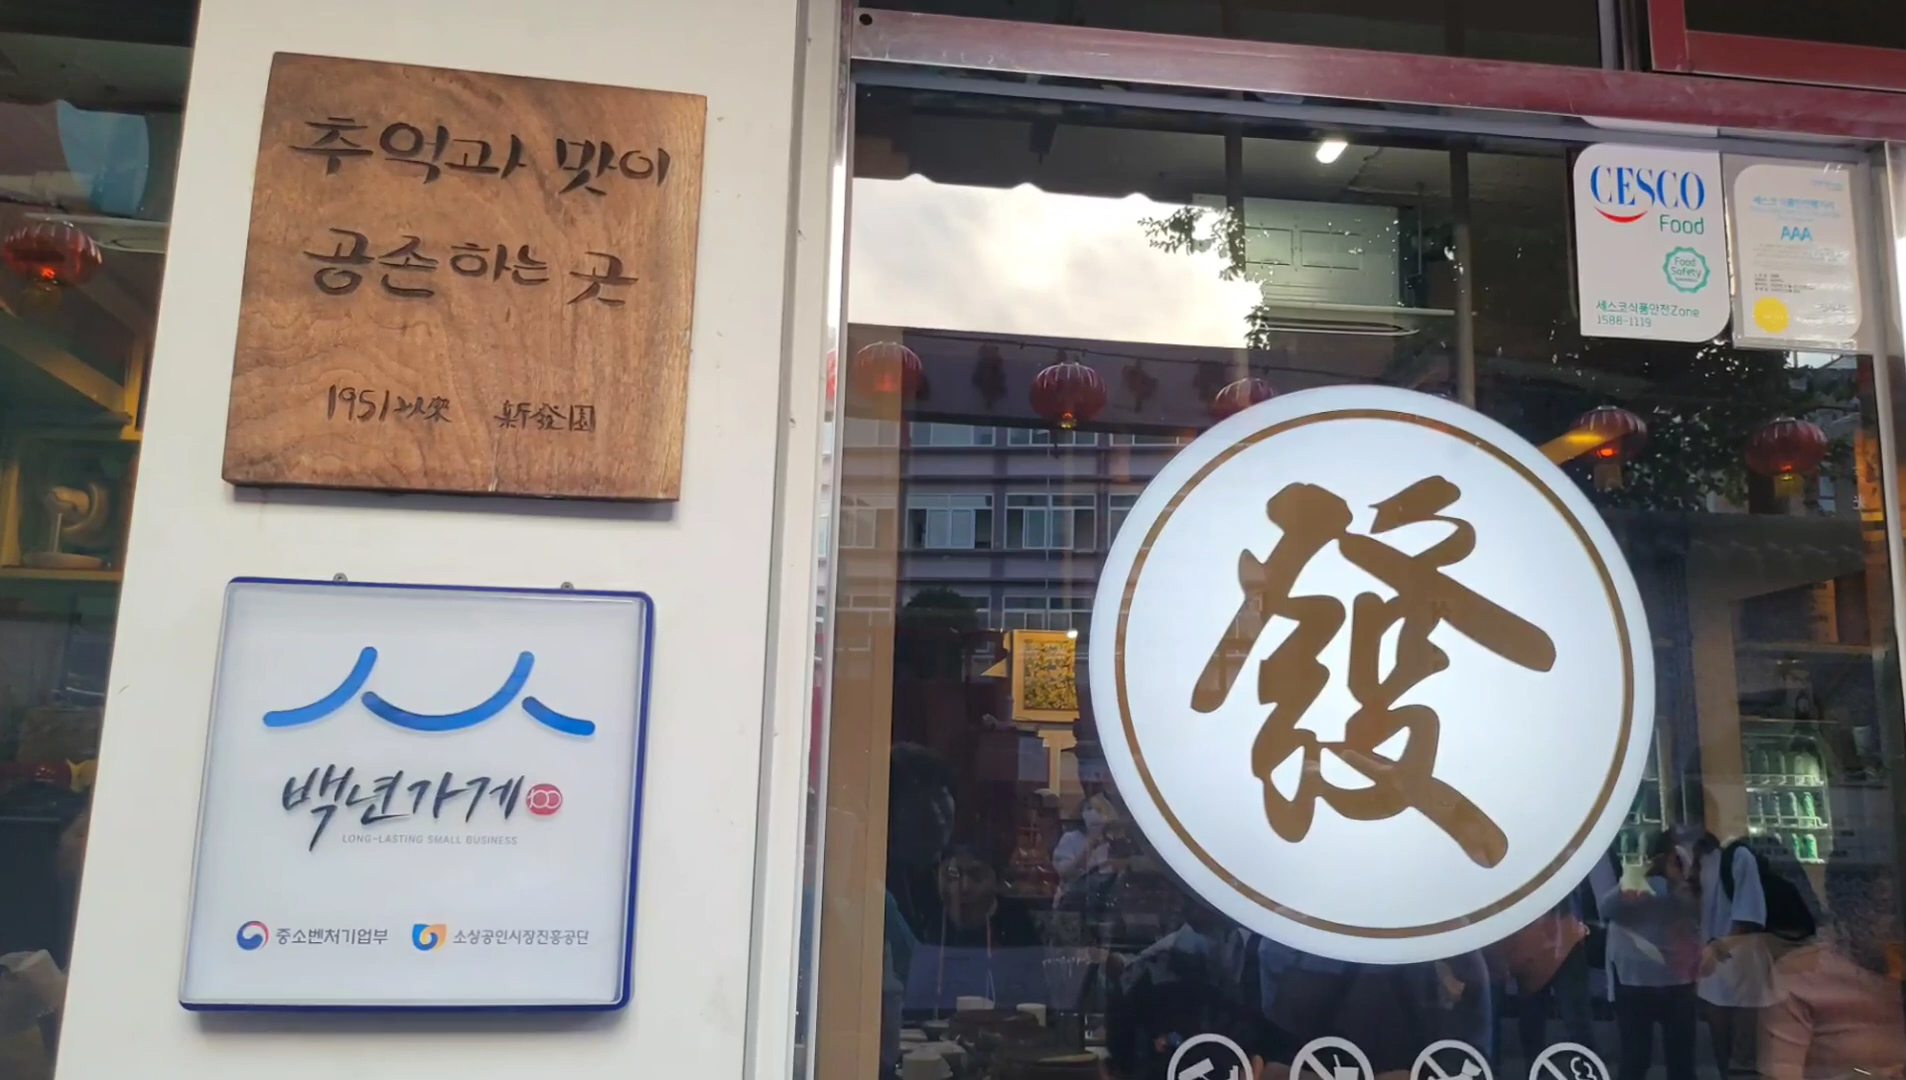 추억과 맛이
공손하는 곳
1951以來 新發園
백년가게 100
LONG-LASTING SMALL BUSINESS
중소벤처기업부 소상공인시장진흥공단
發
CESCO
Food
Food
Safety
세스코식품안전Zone
1588-1119
AAA